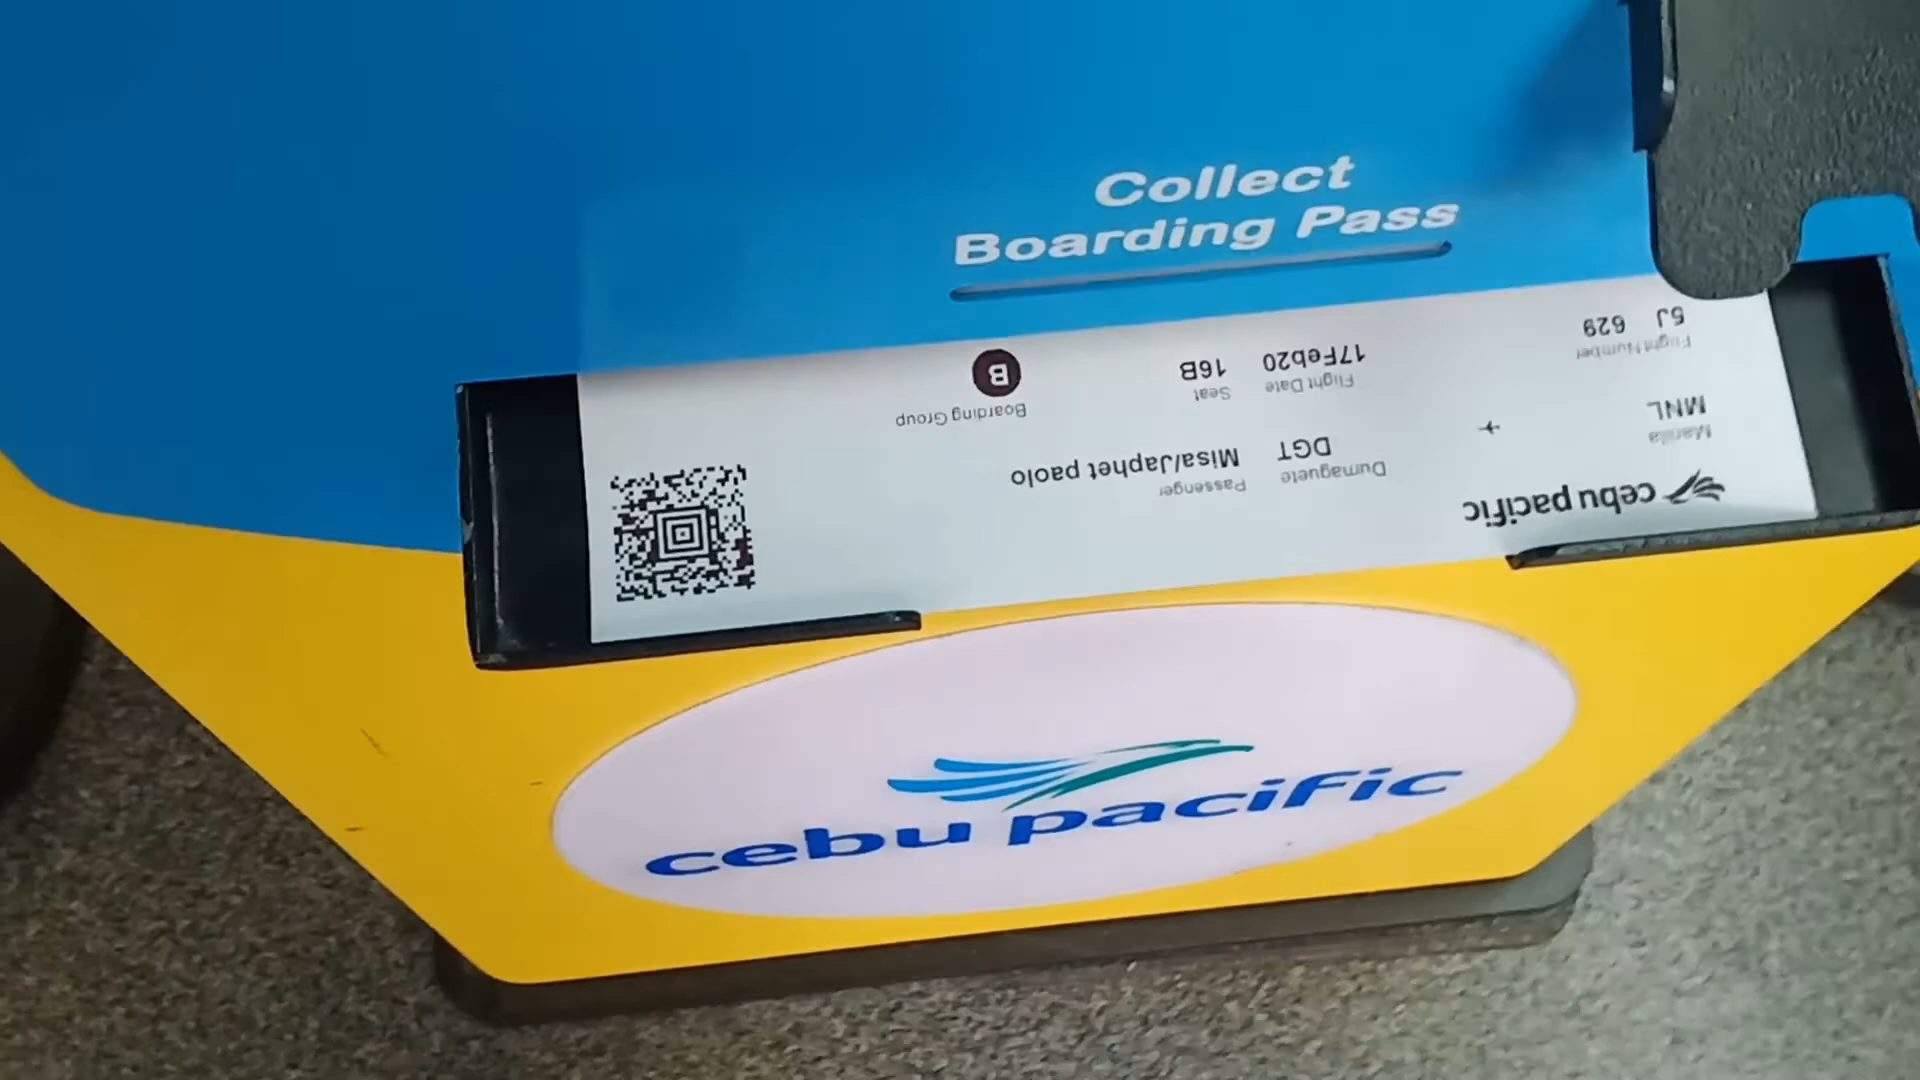 Collect
Boarding Pass
cebu pacific
Manila
MNL
Dumaguete
DGT
Passenger
Misa/Japhet paolo
Flight Number
5J 629
Flight Date
17Feb20
Seat
16B
Boarding Group
B
cebu pacific